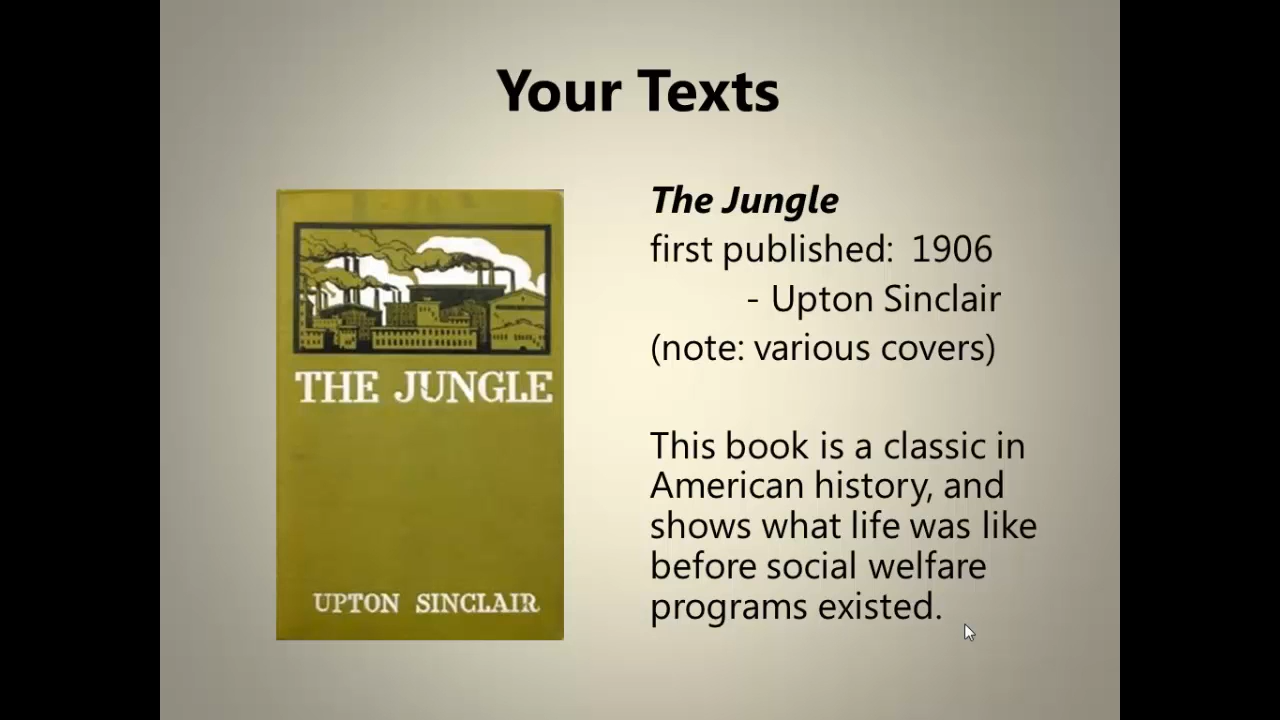 Your Texts
THE JUNGLE
UPTON SINCLAIR
The Jungle
first published:  1906
- Upton Sinclair
(note: various covers)
This book is a classic in
American history, and
shows what life was like
before social welfare
programs existed.